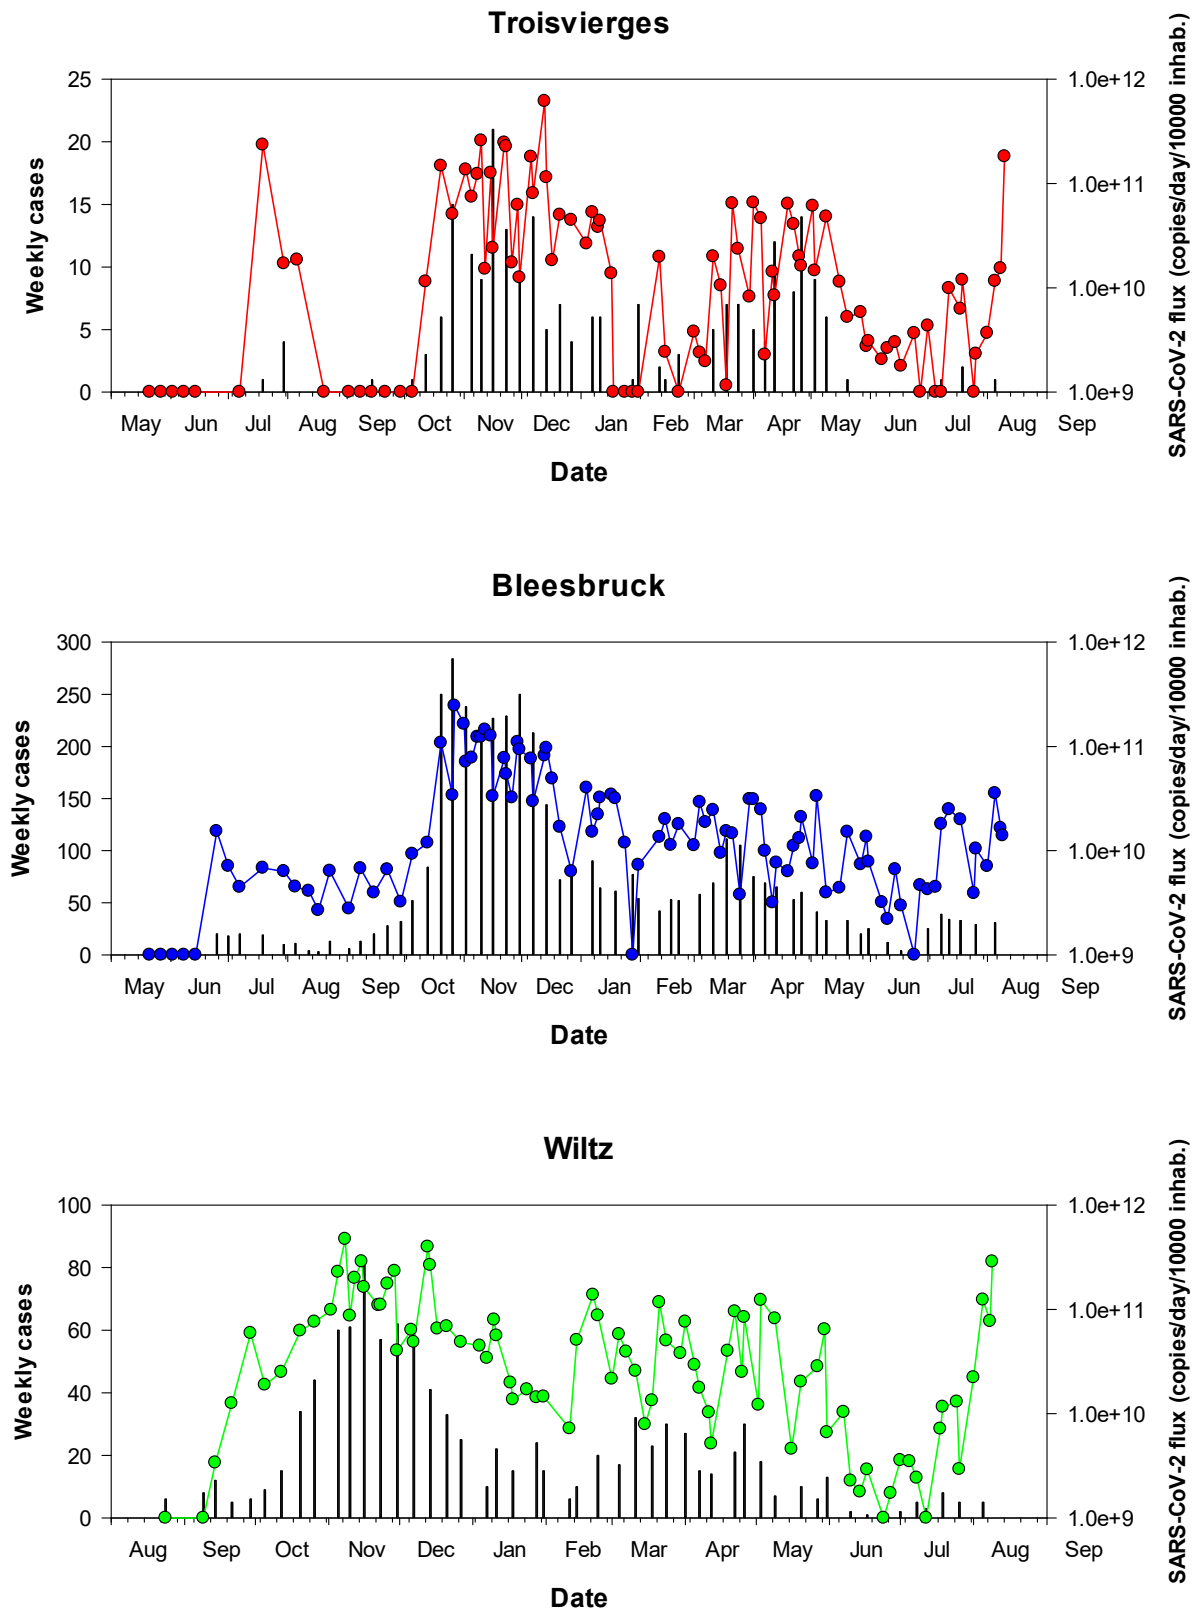 Troisvierges
25
20
15
10
5
0
Weekly cases
1.0e+12
1.0e+11
1.0e+10
1.0e+9
SARS-CoV-2 flux (copies/day/10000 inhab.)
May Jun Jul Aug Sep Oct Nov Dec Jan Feb Mar Apr May Jun Jul Aug Sep
Date
Bleesbruck
300
250
200
150
100
50
0
Weekly cases
1.0e+12
1.0e+11
1.0e+10
1.0e+9
SARS-CoV-2 flux (copies/day/10000 inhab.)
May Jun Jul Aug Sep Oct Nov Dec Jan Feb Mar Apr May Jun Jul Aug Sep
Date
Wiltz
100
80
60
40
20
0
Weekly cases
1.0e+12
1.0e+11
1.0e+10
1.0e+9
SARS-CoV-2 flux (copies/day/10000 inhab.)
Aug Sep Oct Nov Dec Jan Feb Mar Apr May Jun Jul Aug Sep
Date